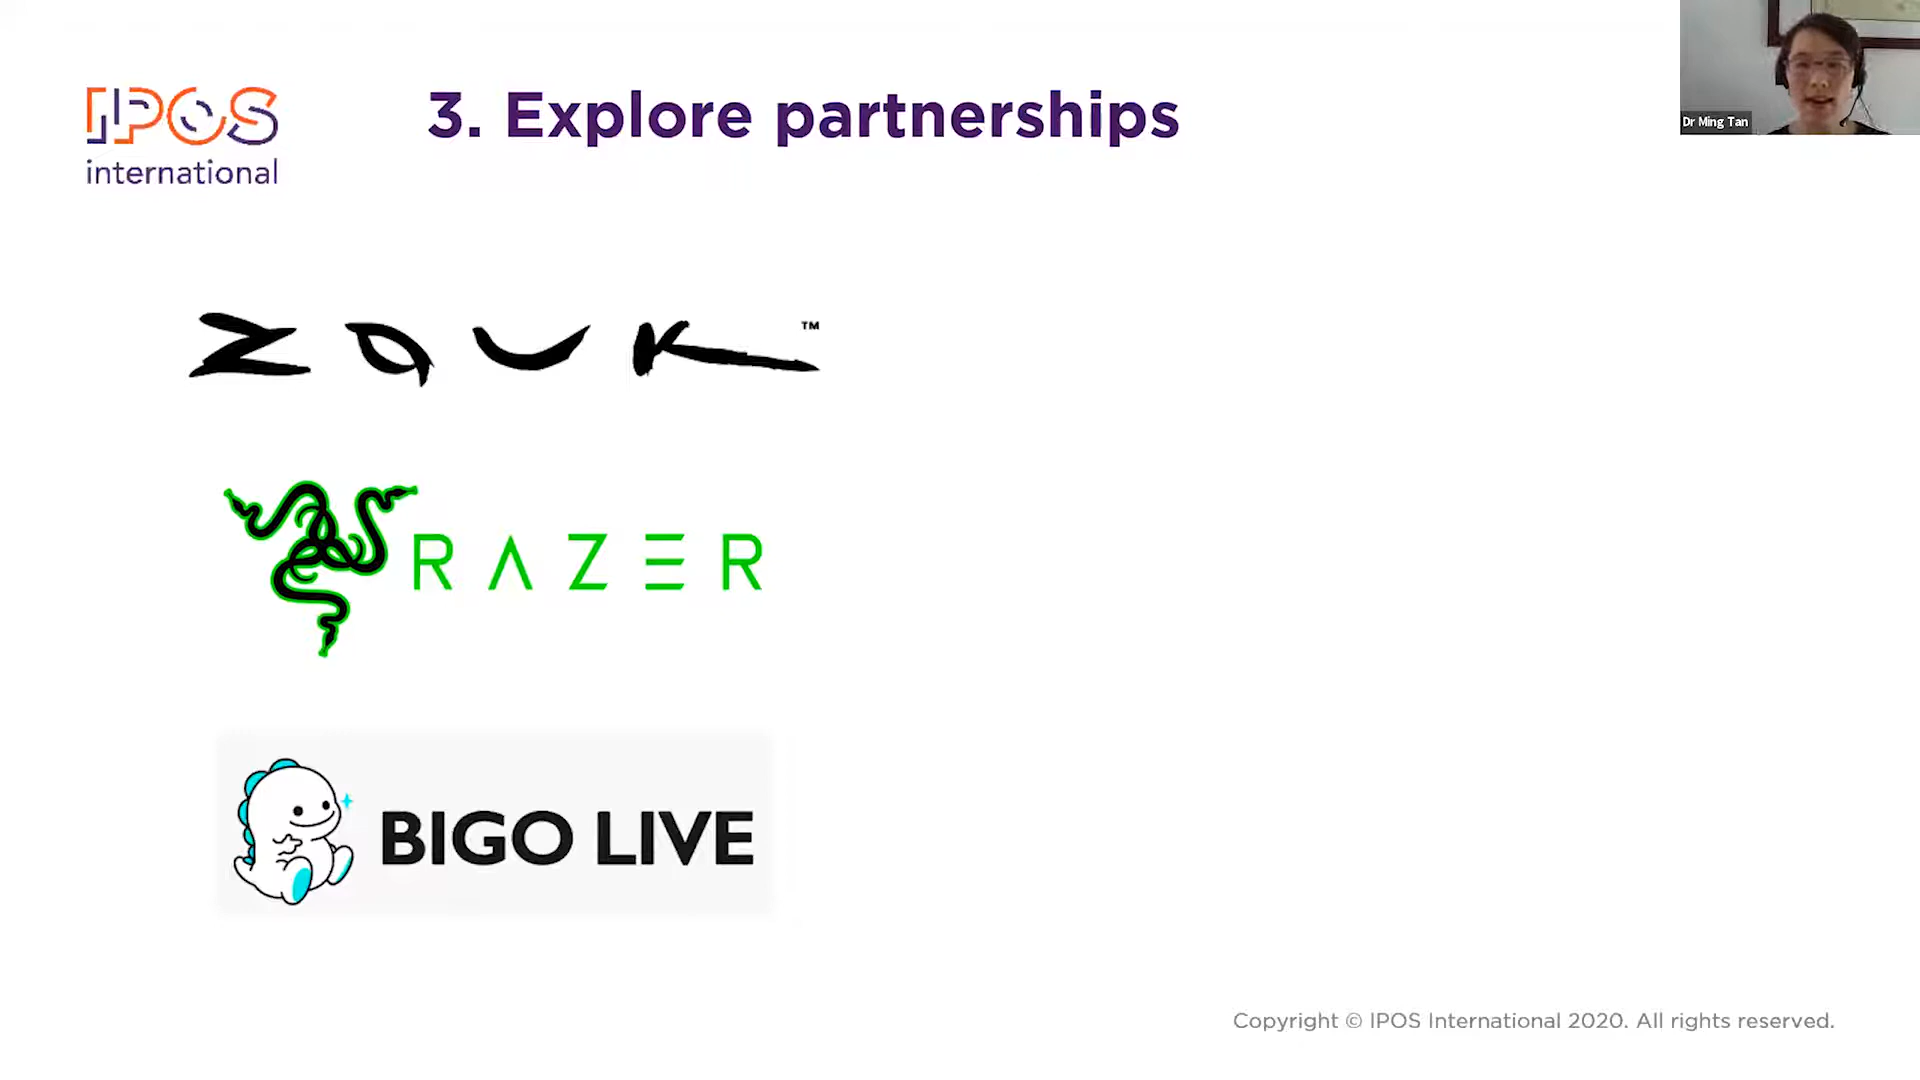 IPOS
international
3. Explore partnerships
Dr Ming Tan
ZOUK™
RAZER
BIGO LIVE
Copyright © IPOS International 2020. All rights reserved.